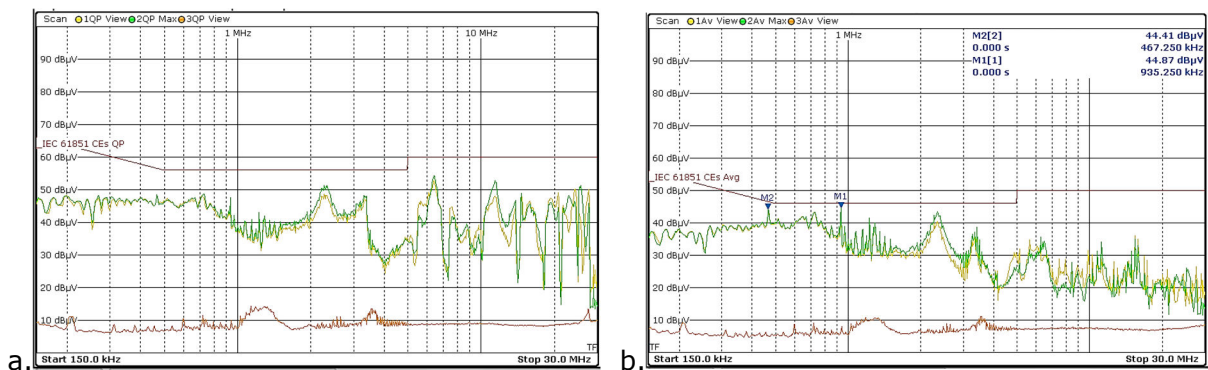 Scan 1QP View 2QP Max 3QP View
1 MHz 10 MHz
90 dBµV
80 dBµV
70 dBµV
_IEC 61851 CEs QP
60 dBµV
50 dBµV
40 dBµV
30 dBµV
20 dBµV
10 dBµV
TF
Start 150.0 kHz Stop 30.0 MHz
a.
Scan 1Av View 2Av Max 3Av View
1 MHz
M2[2] 44.41 dBµV
0.000 s 467.250 kHz
M1[1] 44.87 dBµV
0.000 s 935.250 kHz
90 dBµV
80 dBµV
70 dBµV
60 dBµV
_IEC 61851 CEs Avg
50 dBµV
M2 M1
40 dBµV
30 dBµV
20 dBµV
10 dBµV
TF
Start 150.0 kHz Stop 30.0 MHz
b.